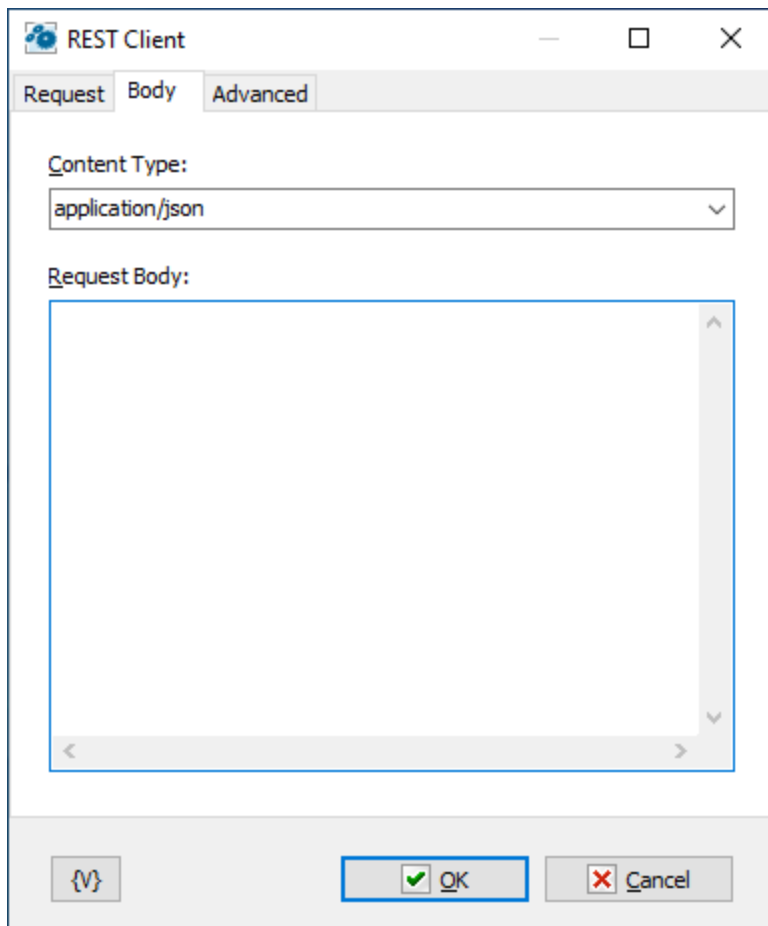 REST Client
Request Body Advanced
Content Type:
application/json
Request Body:
{V} OK Cancel